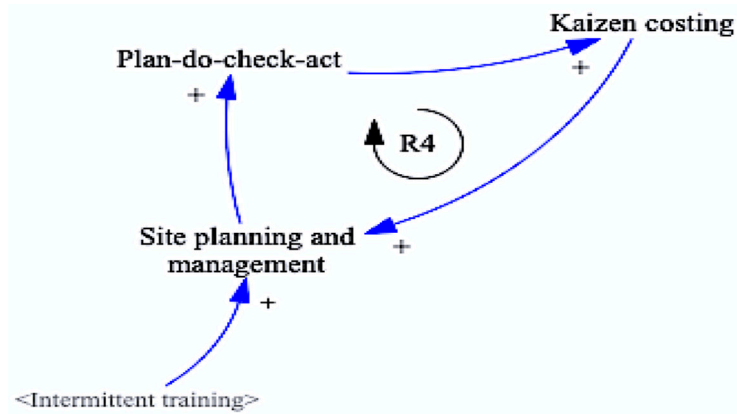 Kaizen costing
Plan-do-check-act
+
+
R4
Site planning and
management
+
+
<Intermittent training>